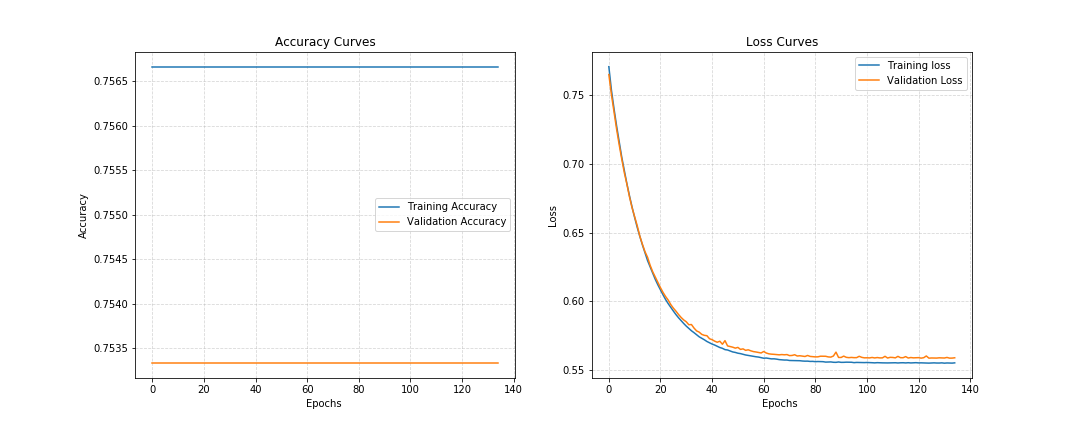 Accuracy Curves
0.7565
0.7560
0.7555
0.7550
0.7545
0.7540
0.7535
Accuracy
0 20 40 60 80 100 120 140
Epochs
Training Accuracy
Validation Accuracy
Loss Curves
0.75
0.70
0.65
0.60
0.55
Loss
0 20 40 60 80 100 120 140
Epochs
Training loss
Validation Loss